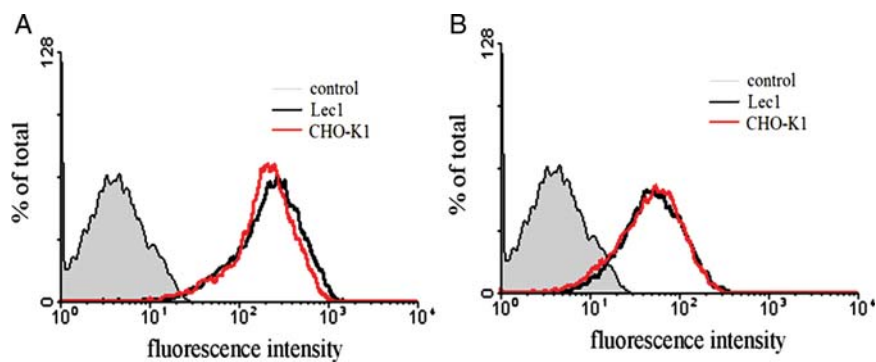 A
128
% of total
0
control
Lec1
CHO-K1
10⁰ 10¹ 10² 10³ 10⁴
fluorescence intensity
B
128
% of total
0
control
Lec1
CHO-K1
10⁰ 10¹ 10² 10³ 10⁴
fluorescence intensity